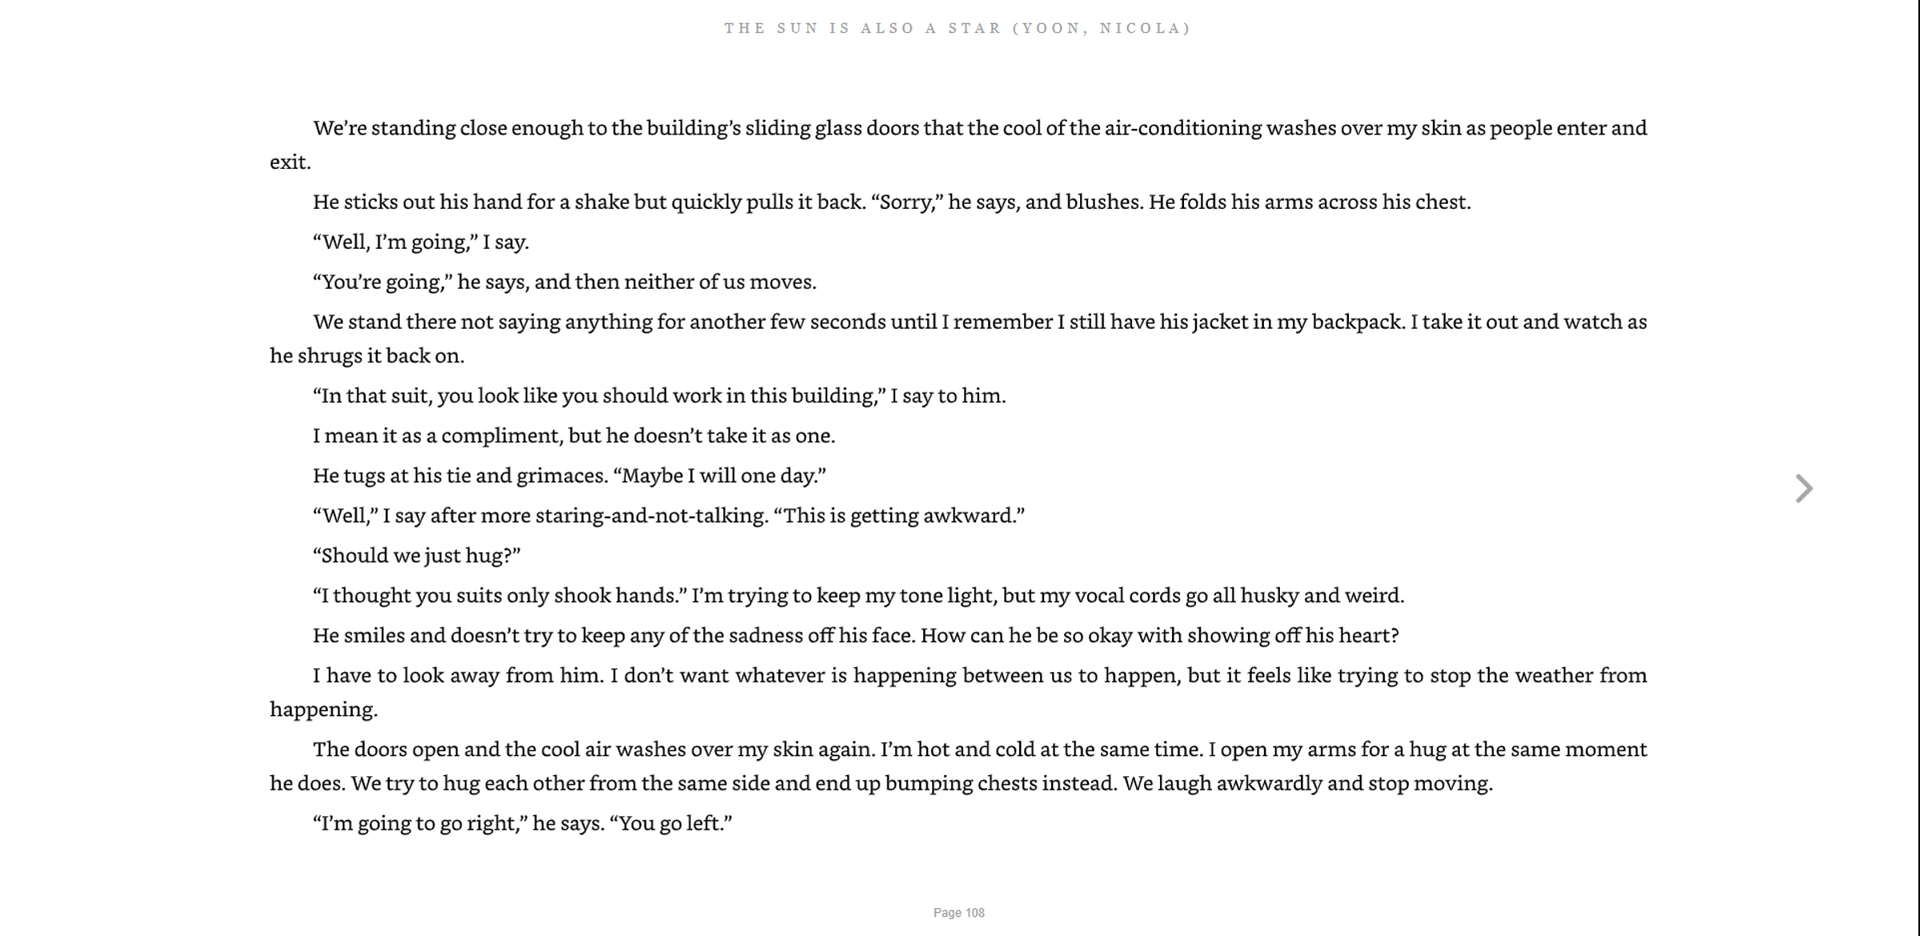 THE SUN IS ALSO A STAR (YOON, NICOLA)
We’re standing close enough to the building’s sliding glass doors that the cool of the air-conditioning washes over my skin as people enter and
exit.
He sticks out his hand for a shake but quickly pulls it back. “Sorry,” he says, and blushes. He folds his arms across his chest.
“Well, I’m going,” I say.
“You’re going,” he says, and then neither of us moves.
We stand there not saying anything for another few seconds until I remember I still have his jacket in my backpack. I take it out and watch as
he shrugs it back on.
“In that suit, you look like you should work in this building,” I say to him.
I mean it as a compliment, but he doesn’t take it as one.
He tugs at his tie and grimaces. “Maybe I will one day.”
“Well,” I say after more staring-and-not-talking. “This is getting awkward.”
“Should we just hug?”
“I thought you suits only shook hands.” I’m trying to keep my tone light, but my vocal cords go all husky and weird.
He smiles and doesn’t try to keep any of the sadness off his face. How can he be so okay with showing off his heart?
I have to look away from him. I don’t want whatever is happening between us to happen, but it feels like trying to stop the weather from
happening.
The doors open and the cool air washes over my skin again. I’m hot and cold at the same time. I open my arms for a hug at the same moment
he does. We try to hug each other from the same side and end up bumping chests instead. We laugh awkwardly and stop moving.
“I’m going to go right,” he says. “You go left.”
Page 108